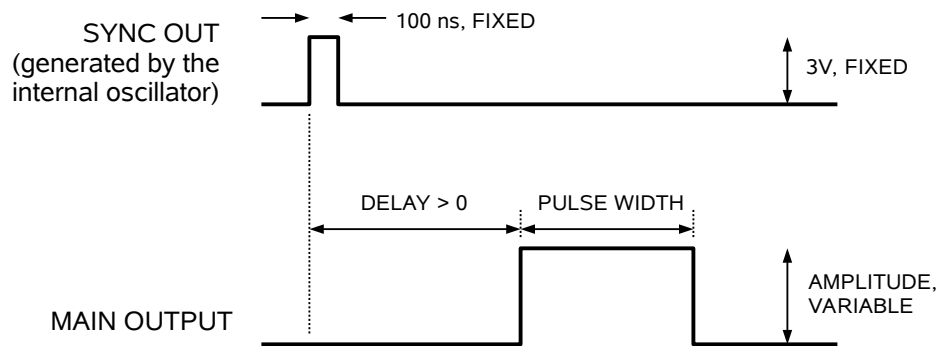 100 ns, FIXED
SYNC OUT
(generated by the
internal oscillator)
3V, FIXED
DELAY > 0
PULSE WIDTH
AMPLITUDE,
VARIABLE
MAIN OUTPUT